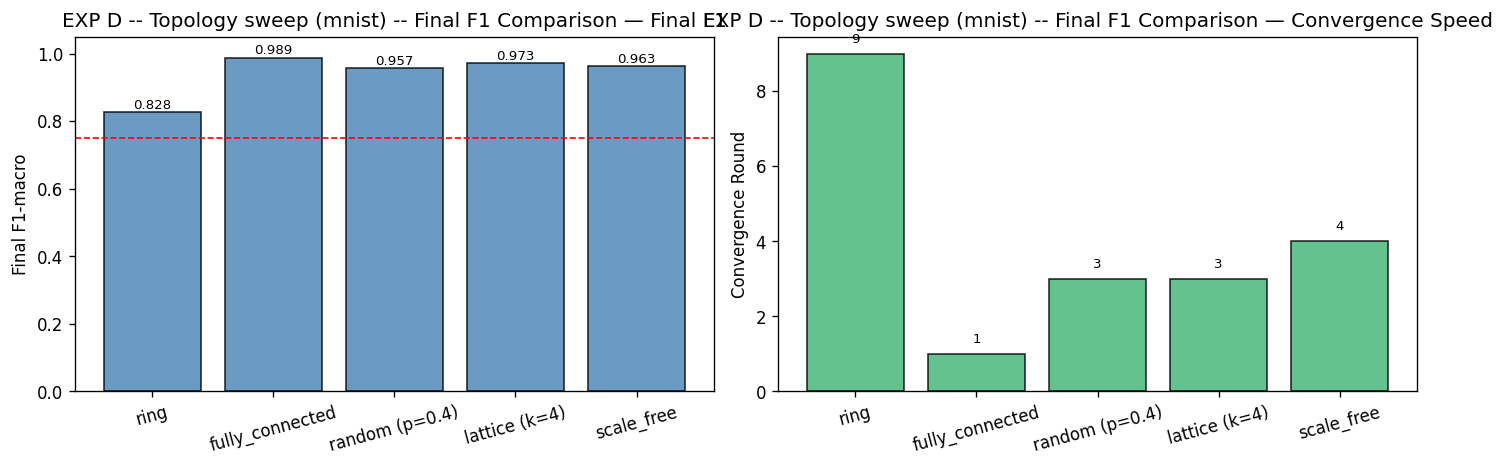 EXP D -- Topology sweep (mnist) -- Final F1 Comparison — Final F1
EXP D -- Topology sweep (mnist) -- Final F1 Comparison — Convergence Speed
Final F1-macro
1.0
0.8
0.6
0.4
0.2
0.0
0.828
0.989
0.957
0.973
0.963
ring
fully_connected
random (p=0.4)
lattice (k=4)
scale_free
Convergence Round
8
6
4
2
0
9
1
3
3
4
ring
fully_connected
random (p=0.4)
lattice (k=4)
scale_free